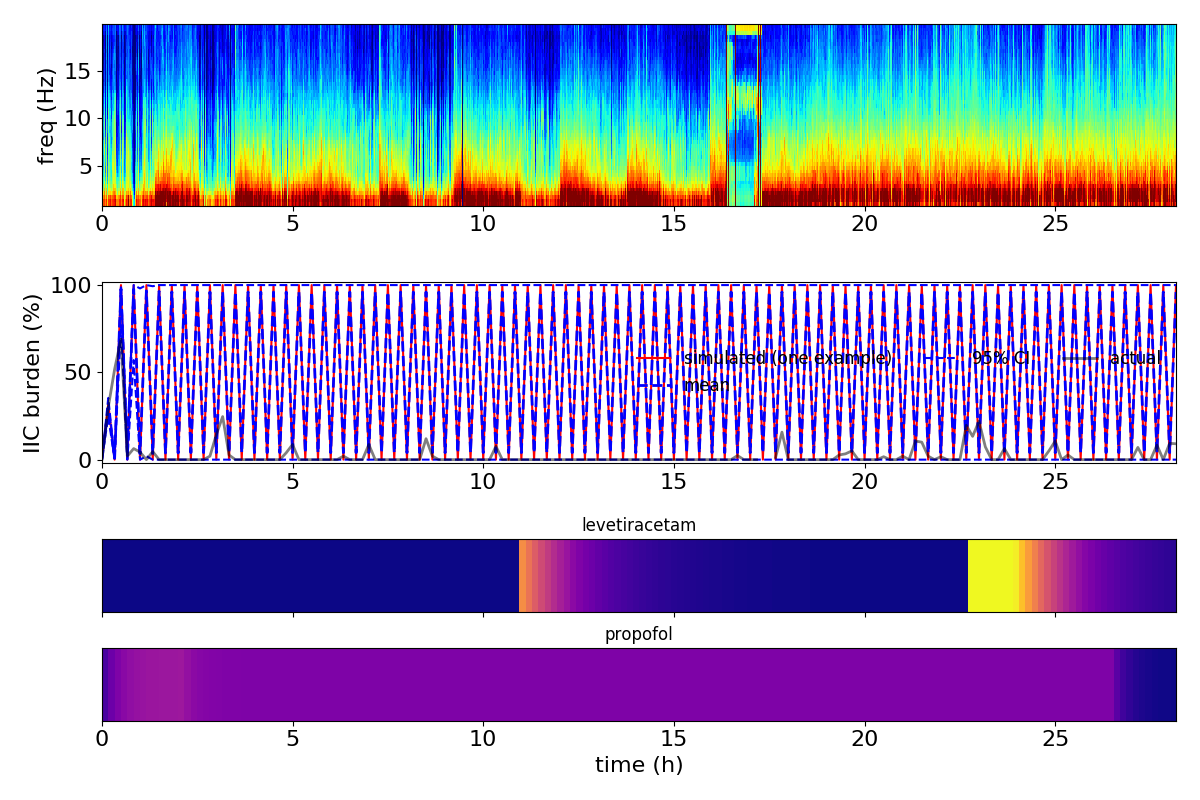 freq (Hz)
15
10
5
0 5 10 15 20 25
IIC burden (%)
100
50
0
simulated (one example) 95% CI actual
mean
0 5 10 15 20 25
levetiracetam
propofol
0 5 10 15 20 25
time (h)